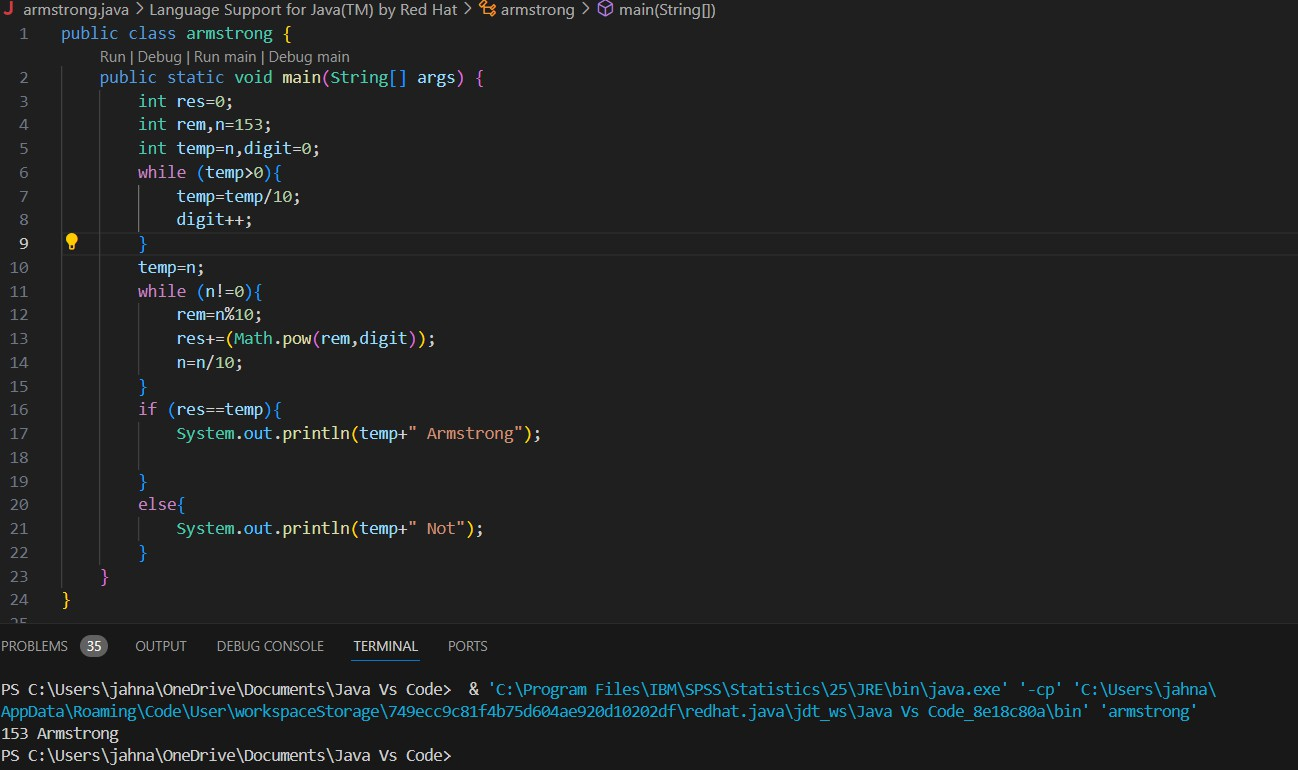 armstrong.java > Language Support for Java(TM) by Red Hat > armstrong > main(String[])
1 public class armstrong {
Run | Debug | Run main | Debug main
2 public static void main(String[] args) {
3 int res=0;
4 int rem,n=153;
5 int temp=n,digit=0;
6 while (temp>0){
7 temp=temp/10;
8 digit++;
9 }
10 temp=n;
11 while (n!=0){
12 rem=n%10;
13 res+=(Math.pow(rem,digit));
14 n=n/10;
15 }
16 if (res==temp){
17 System.out.println(temp+" Armstrong");
18
19 }
20 else{
21 System.out.println(temp+" Not");
22 }
23 }
24 }
25
PROBLEMS 35 OUTPUT DEBUG CONSOLE TERMINAL PORTS
PS C:\Users\jahna\OneDrive\Documents\Java Vs Code> & 'C:\Program Files\IBM\SPSS\Statistics\25\JRE\bin\java.exe' '-cp' 'C:\Users\jahna\
AppData\Roaming\Code\User\workspaceStorage\749ecc9c81f4b75d604ae920d10202df\redhat.java\jdt_ws\Java Vs Code_8e18c80a\bin' 'armstrong'
153 Armstrong
PS C:\Users\jahna\OneDrive\Documents\Java Vs Code>